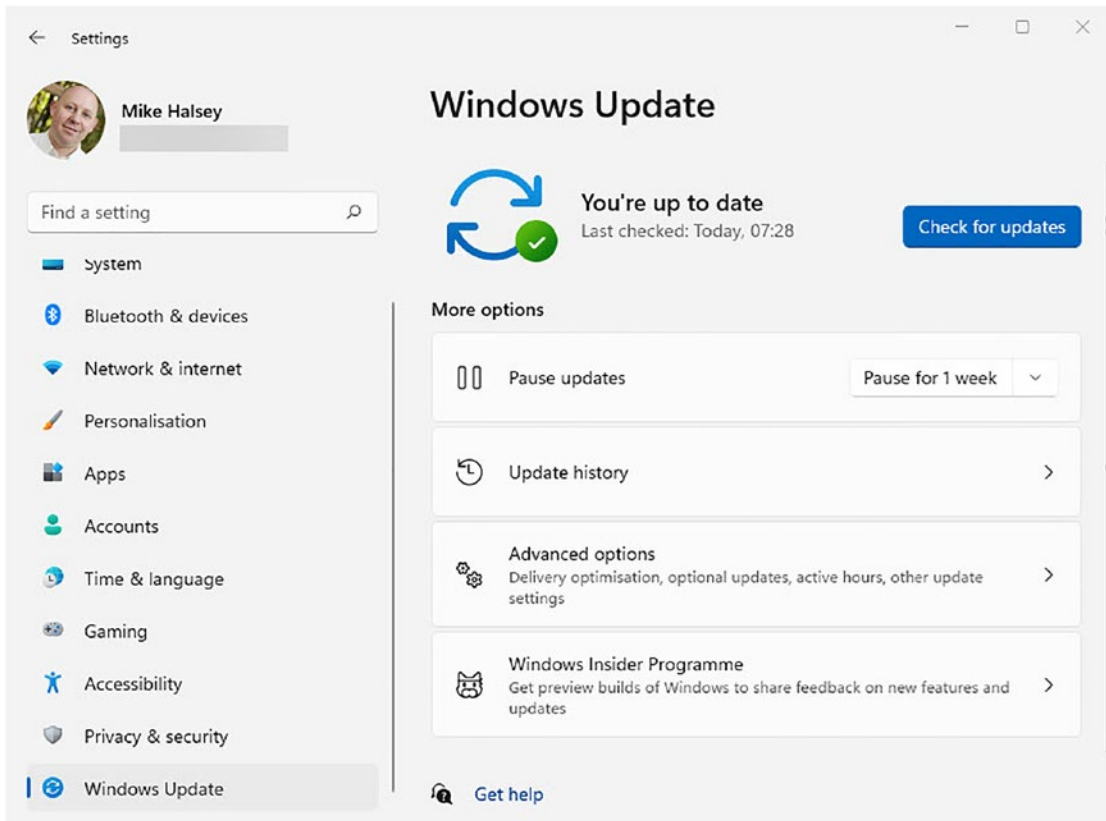 Settings
Mike Halsey
Find a setting
System
Bluetooth & devices
Network & internet
Personalisation
Apps
Accounts
Time & language
Gaming
Accessibility
Privacy & security
Windows Update
Windows Update
You're up to date
Last checked: Today, 07:28
Check for updates
More options
Pause updates
Pause for 1 week
Update history
Advanced options
Delivery optimisation, optional updates, active hours, other update
settings
Windows Insider Programme
Get preview builds of Windows to share feedback on new features and
updates
Get help